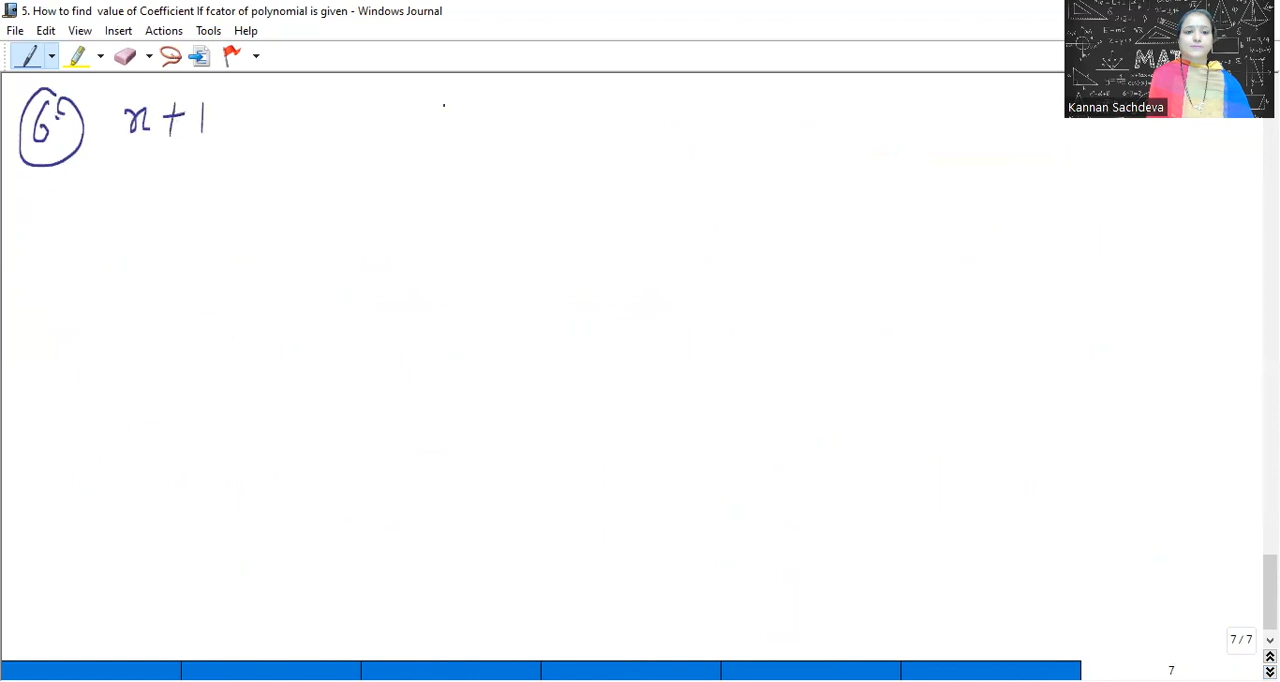 5. How to find value of Coefficient If fcator of polynomial is given - Windows Journal
File Edit View Insert Actions Tools Help
6 x + 1
MAT
Kannan Sachdeva
7 / 7
7